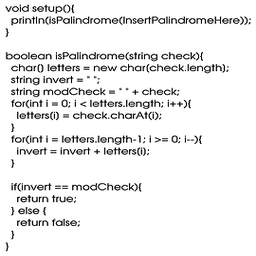 void setup(){
println(isPalindrome(InsertPalindromeHere));
}
boolean isPalindrome(string check){
char[] letters = new char[check.length];
string invert = " ";
string modCheck = " " + check;
for(int i = 0; i < letters.length; i++){
letters[i] = check.charAt(i);
}
for(int i = letters.length-1; i >= 0; i--){
invert = invert + letters[i];
}
if(invert == modCheck){
return true;
} else {
return false;
}
}